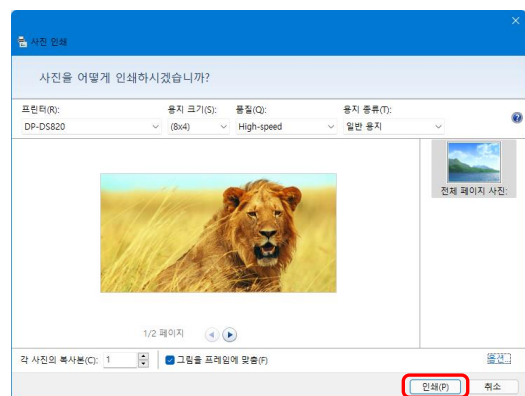 사진 인쇄
사진을 어떻게 인쇄하시겠습니까?
프린터(R): 용지 크기(S): 품질(Q): 용지 종류(T):
DP-DS820 (8x4) High-speed 일반 용지
전체 페이지 사진:
1/2 페이지
각 사진의 복사본(C): 1 그림을 프레임에 맞춤(F) 옵션...
인쇄(P) 취소